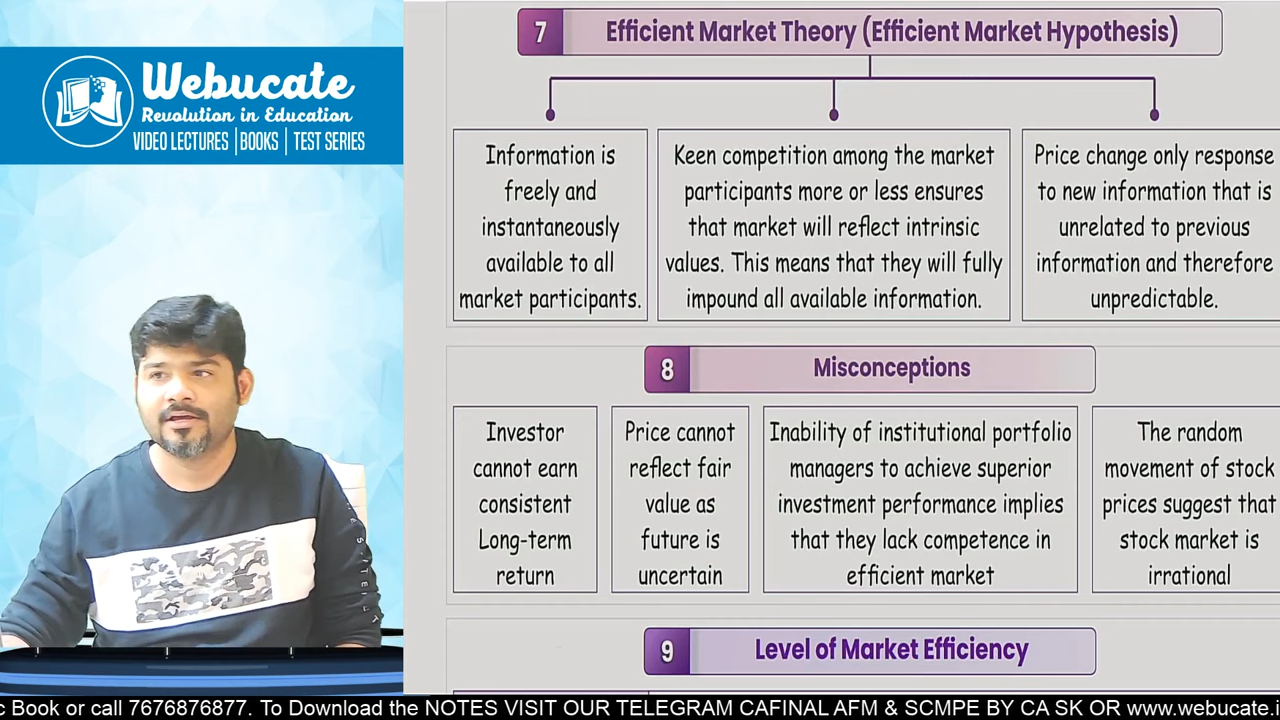 Webucate
Revolution in Education
VIDEO LECTURES | BOOKS | TEST SERIES
7
Efficient Market Theory (Efficient Market Hypothesis)
Information is
freely and
instantaneously
available to all
market participants.
Keen competition among the market
participants more or less ensures
that market will reflect intrinsic
values. This means that they will fully
impound all available information.
Price change only response
to new information that is
unrelated to previous
information and therefore
unpredictable.
8
Misconceptions
Investor
cannot earn
consistent
Long-term
return
Price cannot
reflect fair
value as
future is
uncertain
Inability of institutional portfolio
managers to achieve superior
investment performance implies
that they lack competence in
efficient market
The random
movement of stock
prices suggest that
stock market is
irrational
9
Level of Market Efficiency
c Book or call 7676876877. To Download the NOTES VISIT OUR TELEGRAM CAFINAL AFM & SCMPE BY CA SK OR www.webucate.i